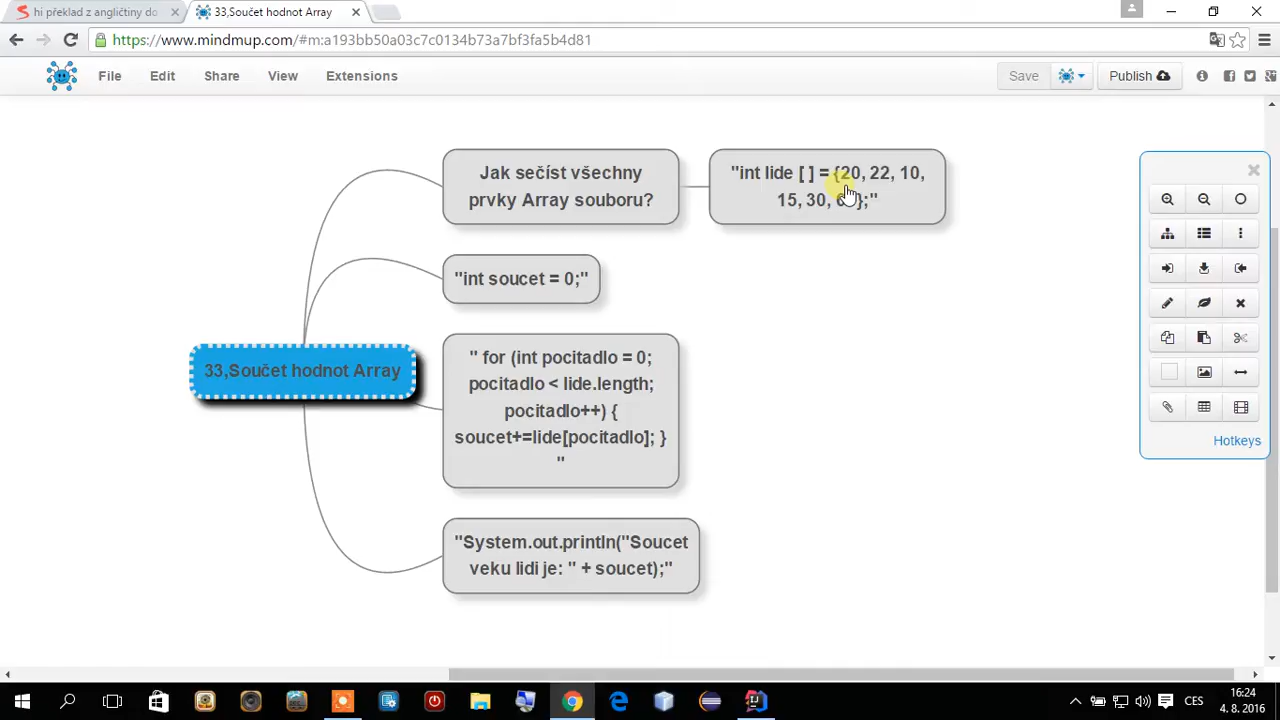 hi překlad z angličtiny do
33,Součet hodnot Array
https://www.mindmup.com/#m:a193bb50a03c7c0134b73a7bf3fa5b4d81
File Edit Share View Extensions
Save
Publish
Jak sečíst všechny
prvky Array souboru?
"int lide [ ] = {20, 22, 10,
15, 30, };"
"int soucet = 0;"
33,Součet hodnot Array
" for (int pocitadlo = 0;
pocitadlo < lide.length;
pocitadlo++) {
soucet+=lide[pocitadlo]; }
"
"System.out.println("Soucet
veku lidi je: " + soucet);"
Hotkeys
CES
16:24
4. 8. 2016